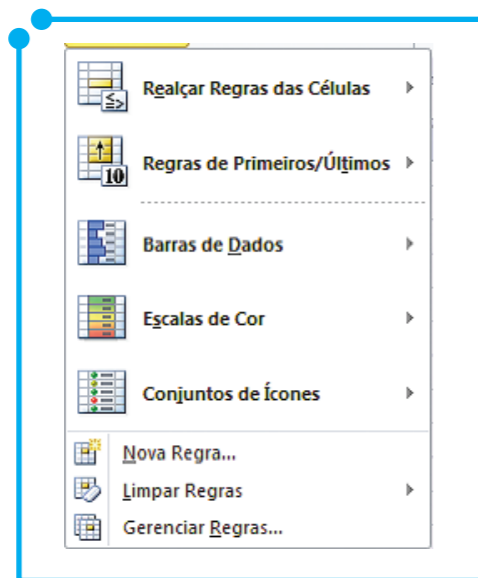 Realçar Regras das Células
Regras de Primeiros/Últimos
10
Barras de Dados
Escalas de Cor
Conjuntos de Ícones
Nova Regra...
Limpar Regras
Gerenciar Regras...